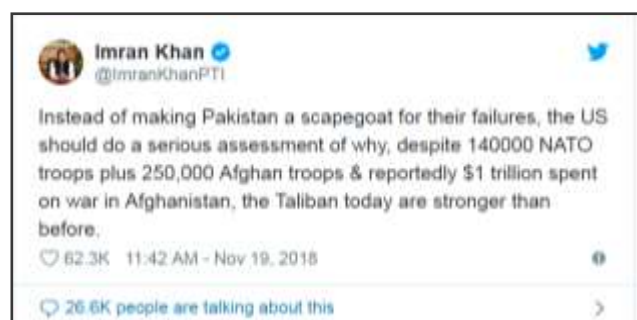 Imran Khan
@ImranKhanPTI
Instead of making Pakistan a scapegoat for their failures, the US
should do a serious assessment of why, despite 140000 NATO
troops plus 250,000 Afghan troops & reportedly $1 trillion spent
on war in Afghanistan, the Taliban today are stronger than
before.
62.3K 11:42 AM - Nov 19, 2018
26.6K people are talking about this